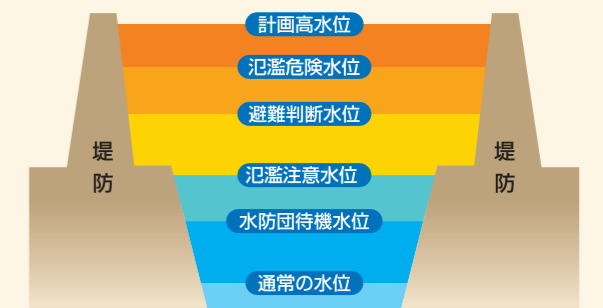 計画高水位
氾濫危険水位
避難判断水位
堤防
堤防
氾濫注意水位
水防団待機水位
通常の水位